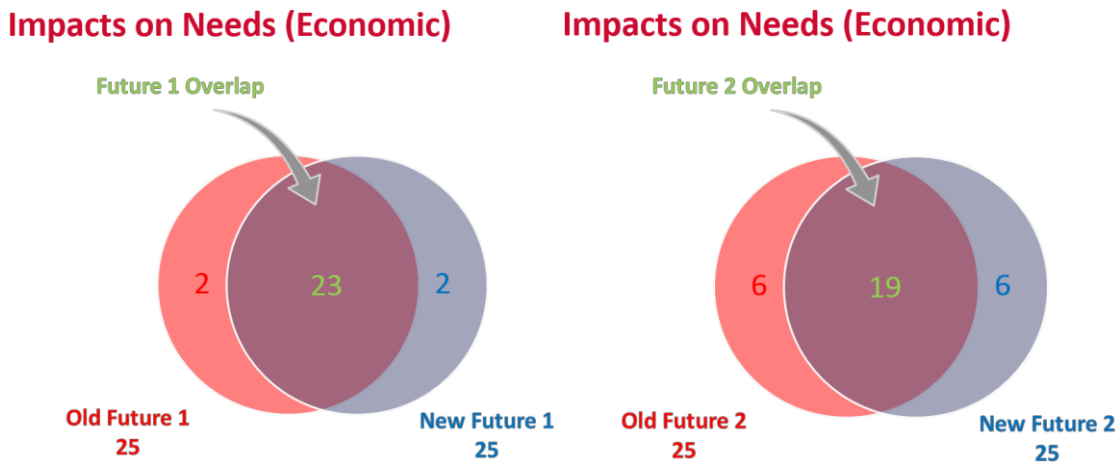 Impacts on Needs (Economic)
Future 1 Overlap
2
23
2
Old Future 1
25
New Future 1
25
Impacts on Needs (Economic)
Future 2 Overlap
6
19
6
Old Future 2
25
New Future 2
25